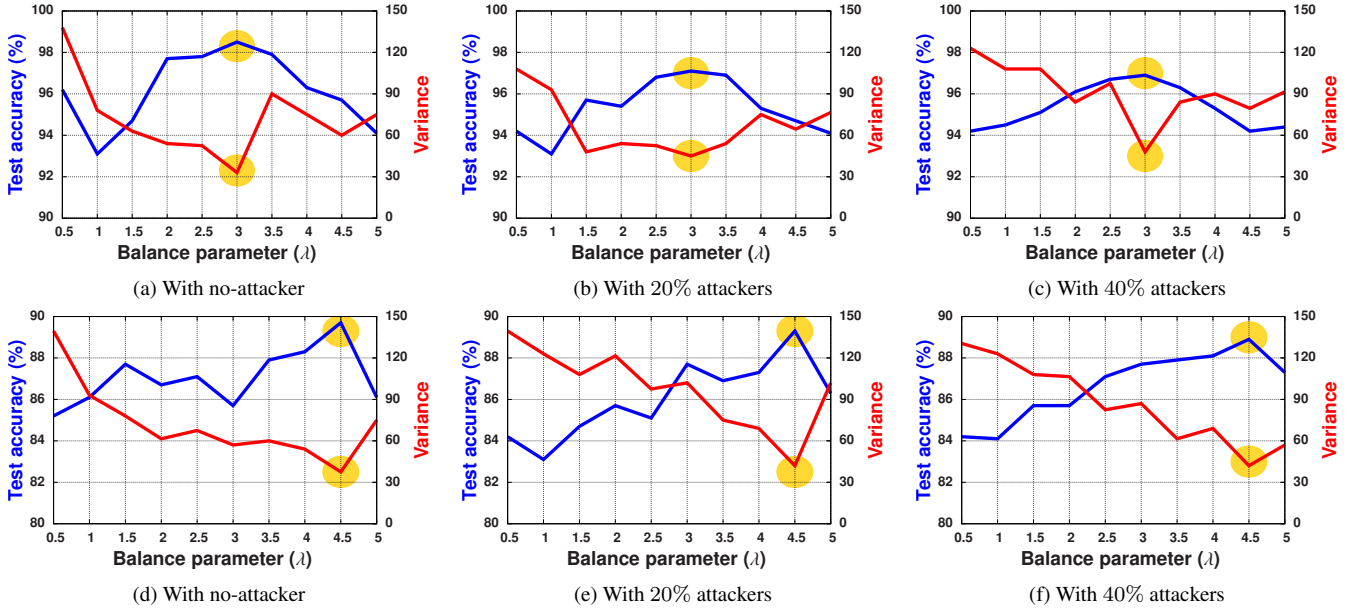 100 98 96 94 92 90
Test accuracy (%)
150 120 90 60 30 0
Variance
0.5 1 1.5 2 2.5 3 3.5 4 4.5 5
Balance parameter (λ)
(a) With no-attacker
100 98 96 94 92 90
Test accuracy (%)
150 120 90 60 30 0
Variance
0.5 1 1.5 2 2.5 3 3.5 4 4.5 5
Balance parameter (λ)
(b) With 20% attackers
100 98 96 94 92 90
Test accuracy (%)
150 120 90 60 30 0
Variance
0.5 1 1.5 2 2.5 3 3.5 4 4.5 5
Balance parameter (λ)
(c) With 40% attackers
90 88 86 84 82 80
Test accuracy (%)
150 120 90 60 30 0
Variance
0.5 1 1.5 2 2.5 3 3.5 4 4.5 5
Balance parameter (λ)
(d) With no-attacker
90 88 86 84 82 80
Test accuracy (%)
150 120 90 60 30 0
Variance
0.5 1 1.5 2 2.5 3 3.5 4 4.5 5
Balance parameter (λ)
(e) With 20% attackers
90 88 86 84 82 80
Test accuracy (%)
150 120 90 60 30 0
Variance
0.5 1 1.5 2 2.5 3 3.5 4 4.5 5
Balance parameter (λ)
(f) With 40% attackers